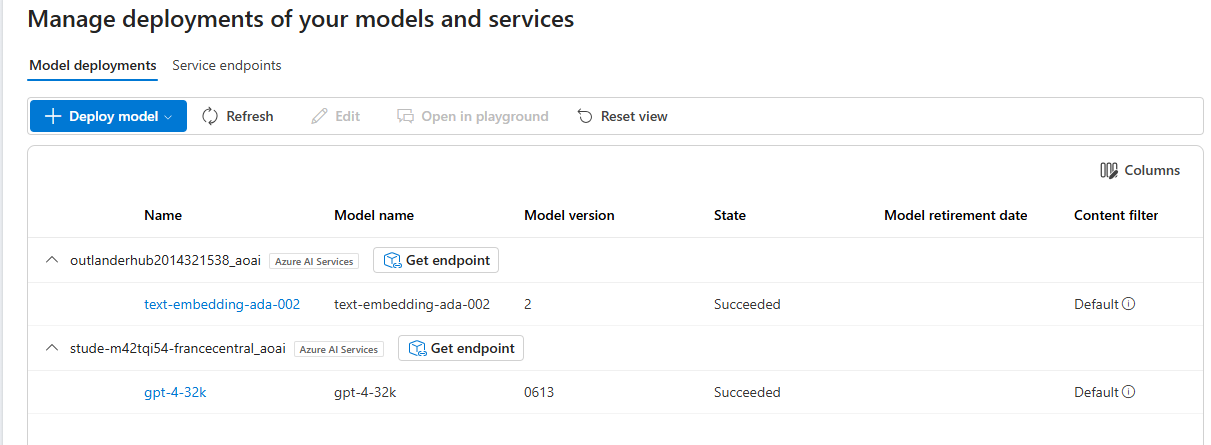 Manage deployments of your models and services
Model deployments Service endpoints
Deploy model Refresh Edit Open in playground Reset view
Columns
Name Model name Model version State Model retirement date Content filter
outlanderhub2014321538_aoai Azure AI Services Get endpoint
text-embedding-ada-002 text-embedding-ada-002 2 Succeeded Default
stude-m42tqi54-francecentral_aoai Azure AI Services Get endpoint
gpt-4-32k gpt-4-32k 0613 Succeeded Default